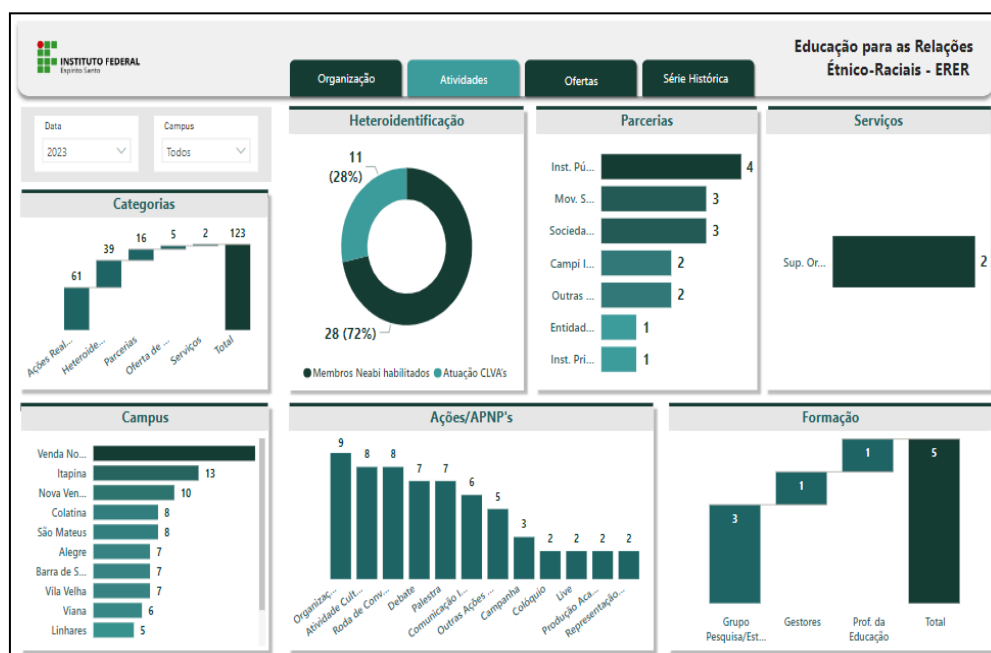 INSTITUTO FEDERAL
Espírito Santo
Organização
Atividades
Ofertas
Série Histórica
Educação para as Relações
Étnico-Raciais - ERER
Data
2023
Campus
Todos
Categorias
61
39
16
5
2
123
Ações Real...
Heteroide...
Parcerias
Oferta de ...
Serviços
Total
Heteroidentificação
11
(28%)
28 (72%)
Membros Neabi habilitados
Atuação CLVA's
Parcerias
Inst. Pú... 4
Mov. S... 3
Socieda... 3
Campi I... 2
Outras ... 2
Entidad... 1
Inst. Pri... 1
Serviços
Sup. Or... 2
Campus
Venda No...
Itapina 13
Nova Ven... 10
Colatina 8
São Mateus 8
Alegre 7
Barra de S... 7
Vila Velha 7
Viana 6
Linhares 5
Ações/APNP's
9
8
8
7
7
6
5
3
2
2
2
2
Organizaç...
Atividade Cult...
Roda de Conv...
Debate
Palestra
Comunicação I...
Outras Ações ...
Campanha
Colóquio
Live
Produção Aca...
Representação...
Formação
3
1
1
5
Grupo
Pesquisa/Est...
Gestores
Prof. da
Educação
Total